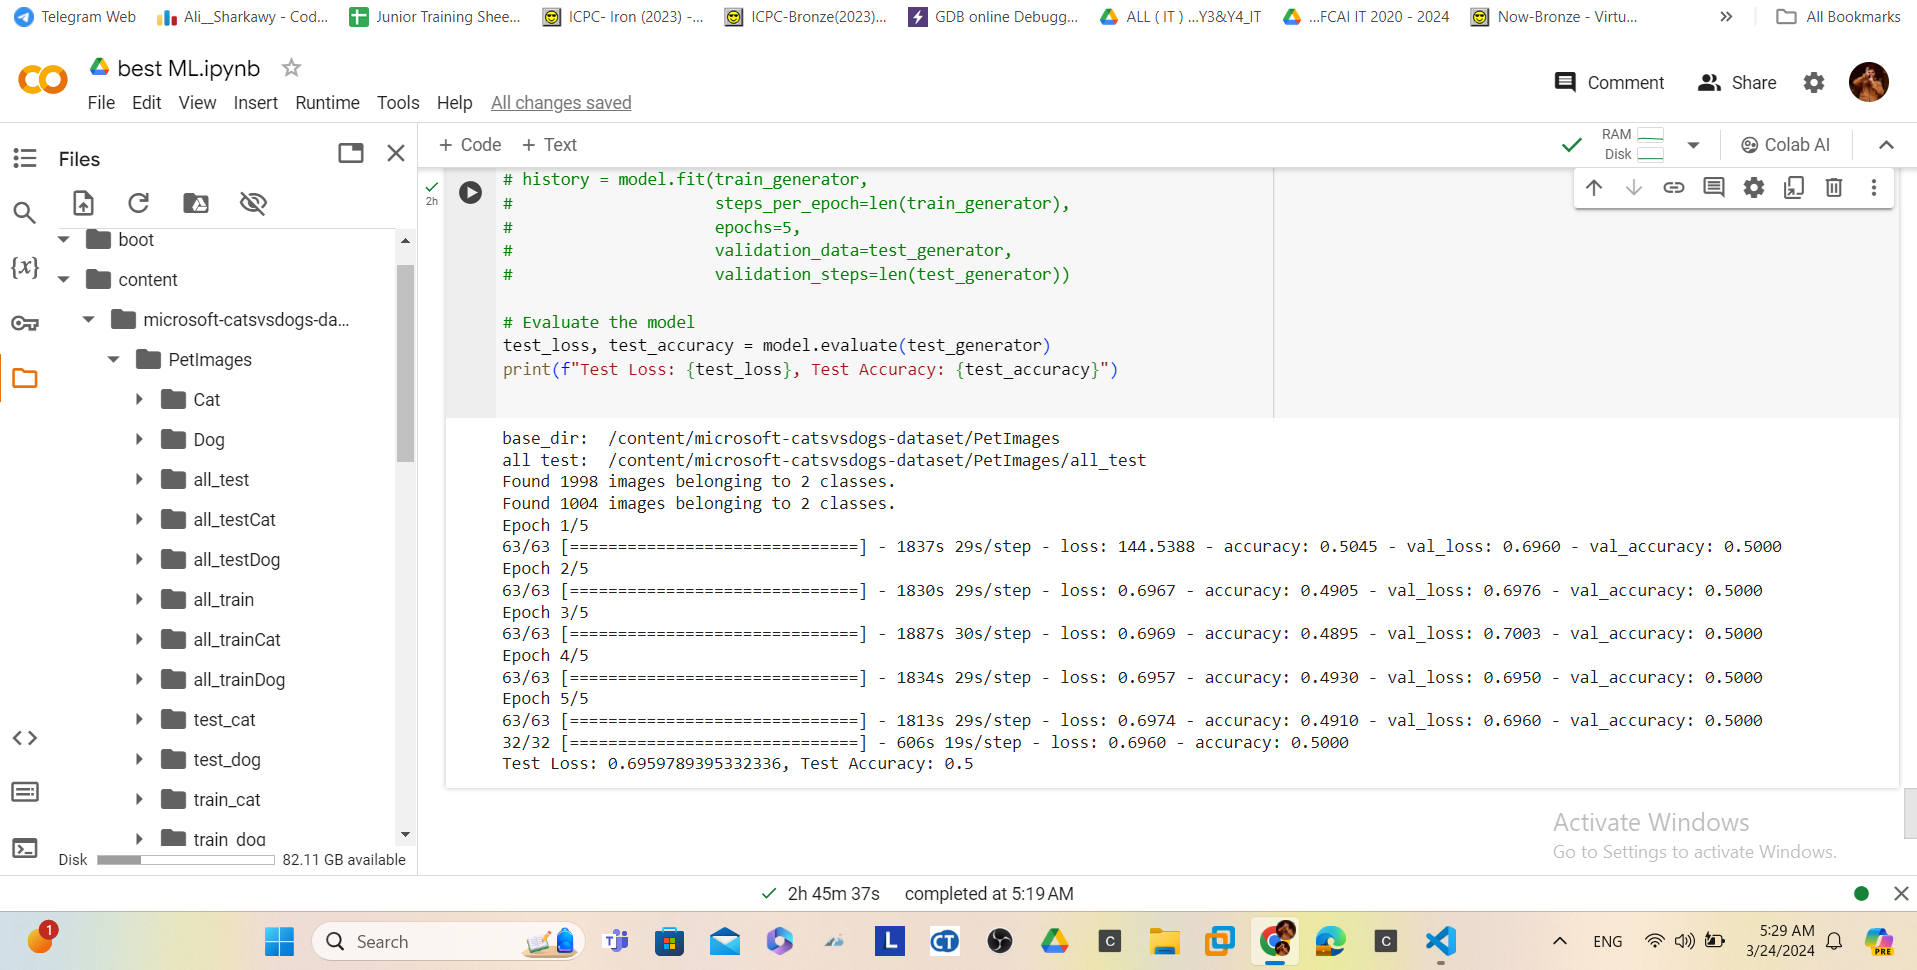 Telegram Web
Ali__Sharkawy - Cod...
Junior Training Shee...
ICPC- Iron (2023) -...
ICPC-Bronze(2023)...
GDB online Debugg...
ALL ( IT ) ...Y3&Y4_IT
...FCAI IT 2020 - 2024
Now-Bronze - Virtu...
All Bookmarks
best ML.ipynb
Comment
Share
File Edit View Insert Runtime Tools Help All changes saved
Files
+ Code + Text
RAM
Disk
Colab AI
boot
content
microsoft-catsvsdogs-da...
PetImages
Cat
Dog
all_test
all_testCat
all_testDog
all_train
all_trainCat
all_trainDog
test_cat
test_dog
train_cat
train_dog
Disk 82.11 GB available
{x}
2h
# history = model.fit(train_generator,
#                     steps_per_epoch=len(train_generator),
#                     epochs=5,
#                     validation_data=test_generator,
#                     validation_steps=len(test_generator))
# Evaluate the model
test_loss, test_accuracy = model.evaluate(test_generator)
print(f"Test Loss: {test_loss}, Test Accuracy: {test_accuracy}")
base_dir:  /content/microsoft-catsvsdogs-dataset/PetImages
all test:  /content/microsoft-catsvsdogs-dataset/PetImages/all_test
Found 1998 images belonging to 2 classes.
Found 1004 images belonging to 2 classes.
Epoch 1/5
63/63 [==============================] - 1837s 29s/step - loss: 144.5388 - accuracy: 0.5045 - val_loss: 0.6960 - val_accuracy: 0.5000
Epoch 2/5
63/63 [==============================] - 1830s 29s/step - loss: 0.6967 - accuracy: 0.4905 - val_loss: 0.6976 - val_accuracy: 0.5000
Epoch 3/5
63/63 [==============================] - 1887s 30s/step - loss: 0.6969 - accuracy: 0.4895 - val_loss: 0.7003 - val_accuracy: 0.5000
Epoch 4/5
63/63 [==============================] - 1834s 29s/step - loss: 0.6957 - accuracy: 0.4930 - val_loss: 0.6950 - val_accuracy: 0.5000
Epoch 5/5
63/63 [==============================] - 1813s 29s/step - loss: 0.6974 - accuracy: 0.4910 - val_loss: 0.6960 - val_accuracy: 0.5000
32/32 [==============================] - 606s 19s/step - loss: 0.6960 - accuracy: 0.5000
Test Loss: 0.6959789395332336, Test Accuracy: 0.5
Activate Windows
Go to Settings to activate Windows.
2h 45m 37s completed at 5:19 AM
1
Search
L
CT
C
C
ENG
5:29 AM
3/24/2024
PRE